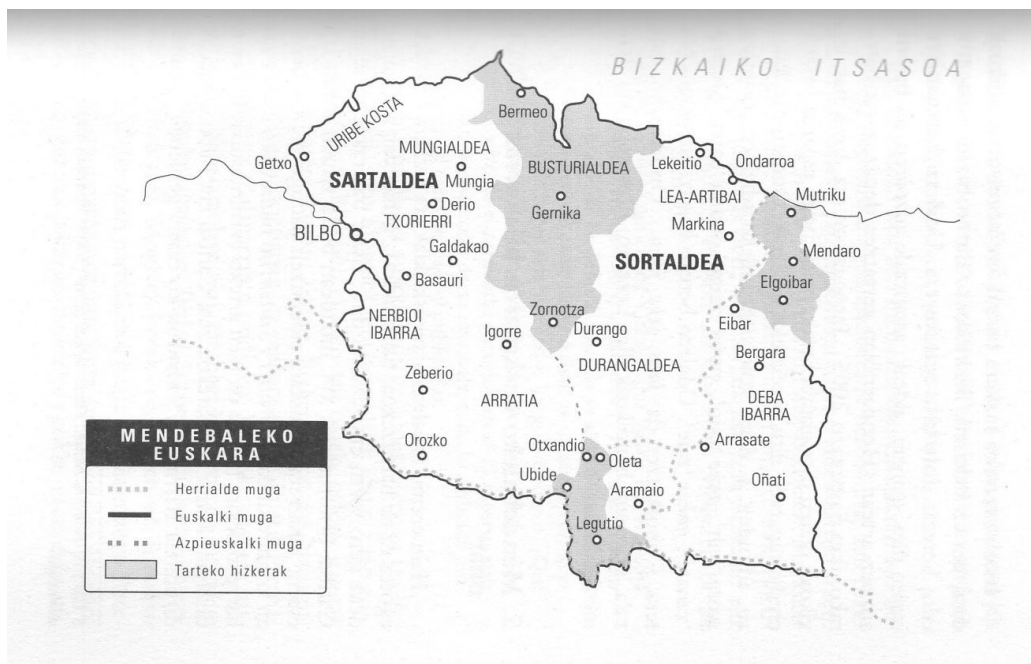 BIZKAIKO ITSASOA
Bermeo
URIBE KOSTA
Getxo
MUNGIALDEA
Mungia
SARTALDEA
Derio
TXORIERRI
BILBO
Galdakao
Basauri
BUSTURIALDEA
Gernika
Lekeitio
Ondarroa
LEA-ARTIBAI
Mutriku
Markina
Mendaro
SORTALDEA
Elgoibar
Eibar
NERBIOI
IBARRA
Igorre
Zornotza
Durango
DURANGALDEA
Bergara
DEBA
IBARRA
Zeberio
ARRATIA
Orozko
Otxandio
Oleta
Ubide
Aramaio
Arrasate
Oñati
Legutio
MENDEBALEKO
EUSKARA
Herrialde muga
Euskalki muga
Azpieuskalki muga
Tarteko hizkerak